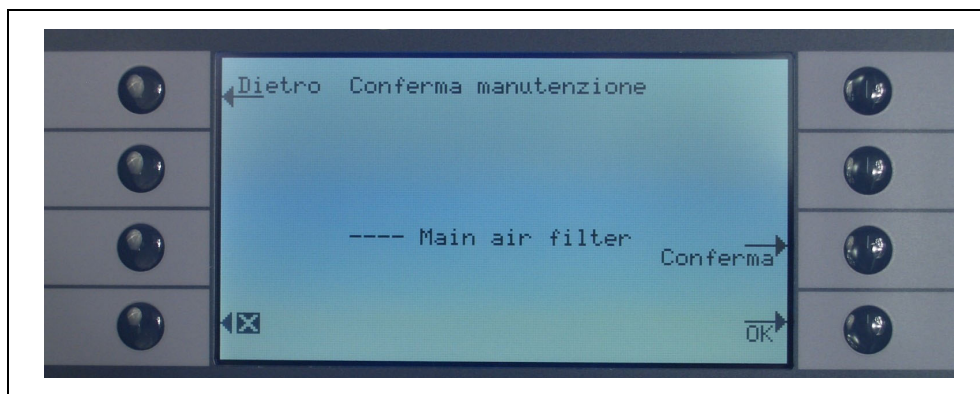 Dietro Conferma manutenzione
---- Main air filter
Conferma
OK